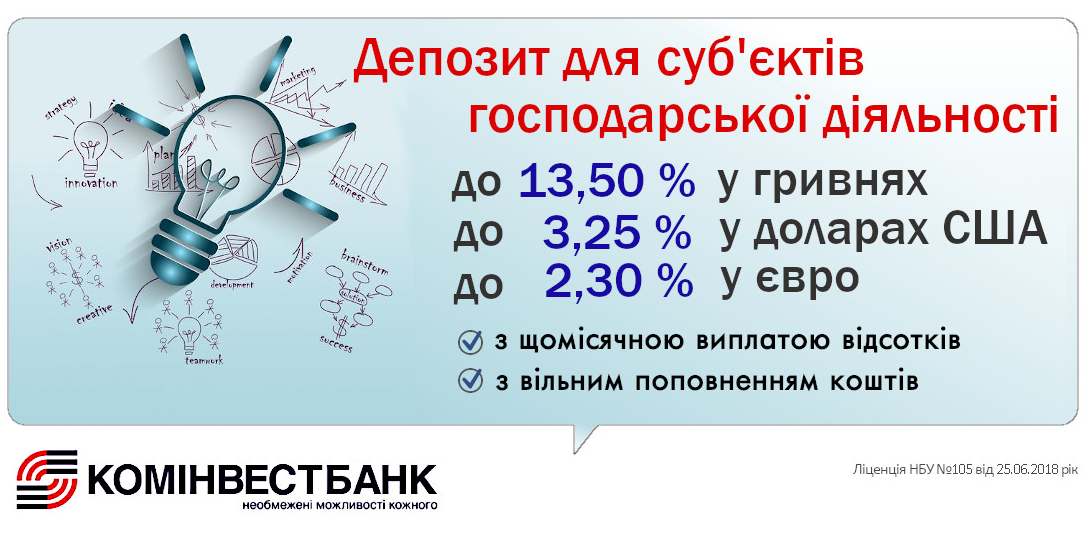 Депозит для суб'єктів
господарської діяльності
до 13,50 % у гривнях
до 3,25 % у доларах США
до 2,30 % у євро
з щомісячною виплатою відсотків
з вільним поповненням коштів
strategy
marketing
plan
innovation
business
vision
development
motivation
brainstorm
solution
creative
success
teamwork
КОМІНВЕСТБАНК
необмежені можливості кожного
Ліцензія НБУ №105 від 25.06.2018 рік